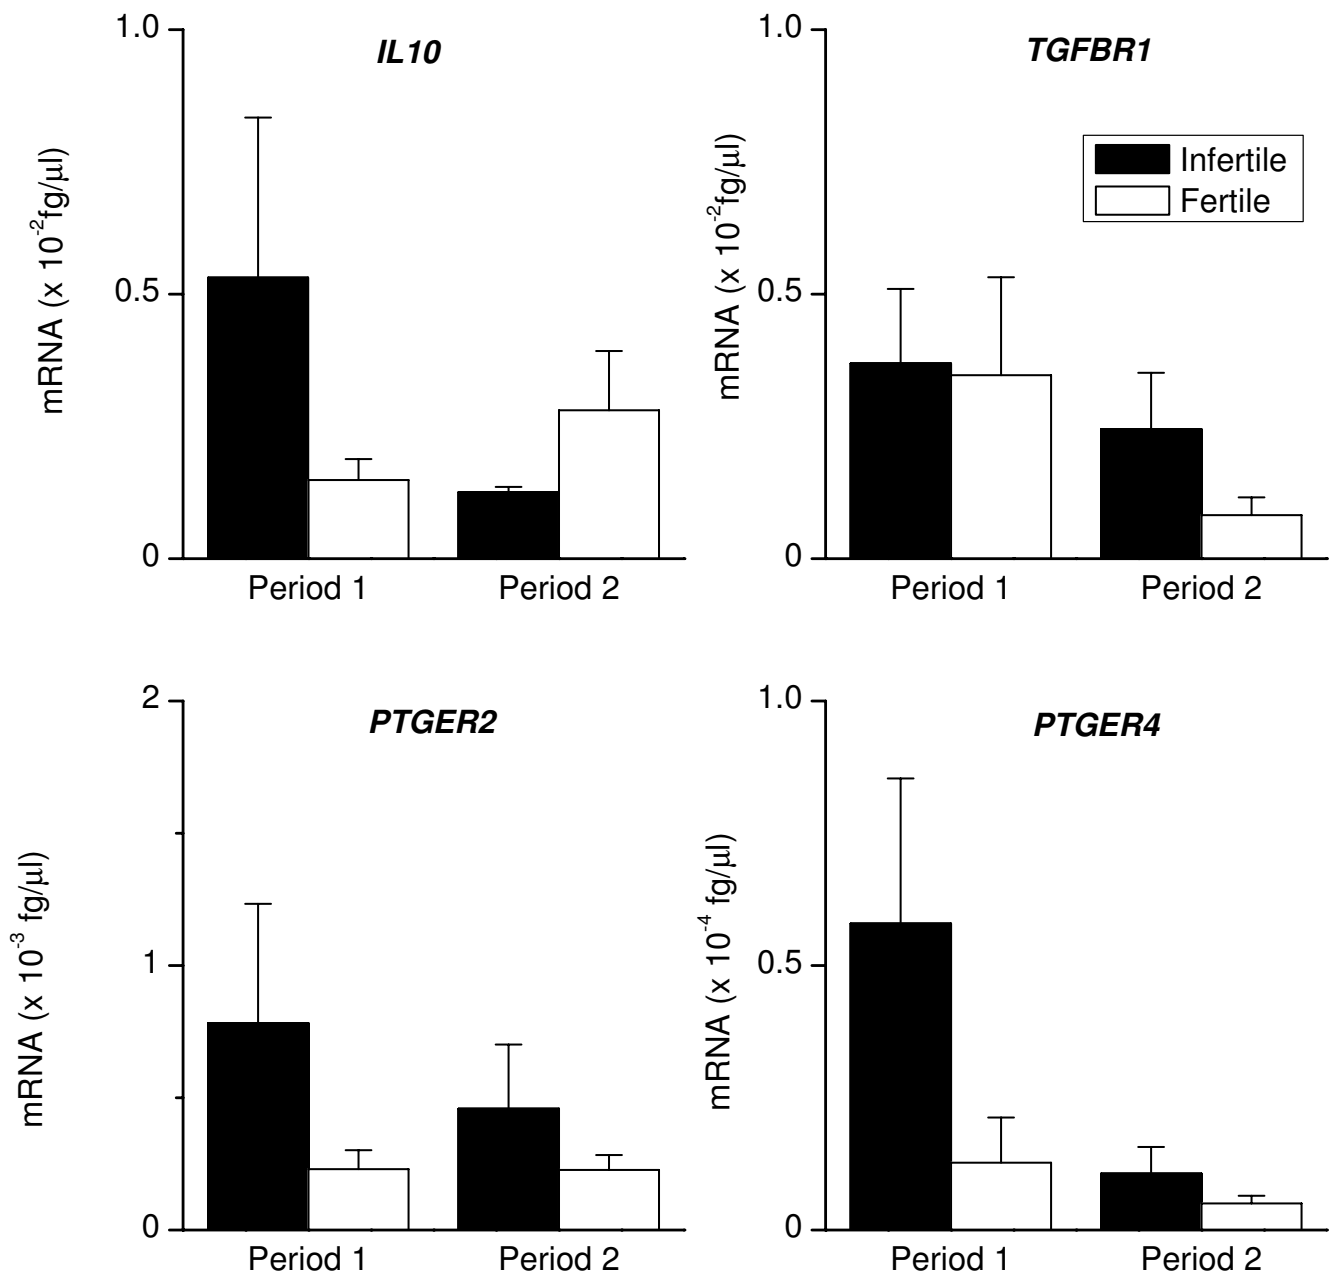 IL10
1.0
0.5
0
mRNA (x 10⁻²fg/µl)
Period 1 Period 2
TGFBR1
1.0
0.5
0
mRNA (x 10⁻²fg/µl)
Infertile
Fertile
Period 1 Period 2
PTGER2
2
1
0
mRNA (x 10⁻³ fg/µl)
Period 1 Period 2
PTGER4
1.0
0.5
0
mRNA (x 10⁻⁴ fg/µl)
Period 1 Period 2